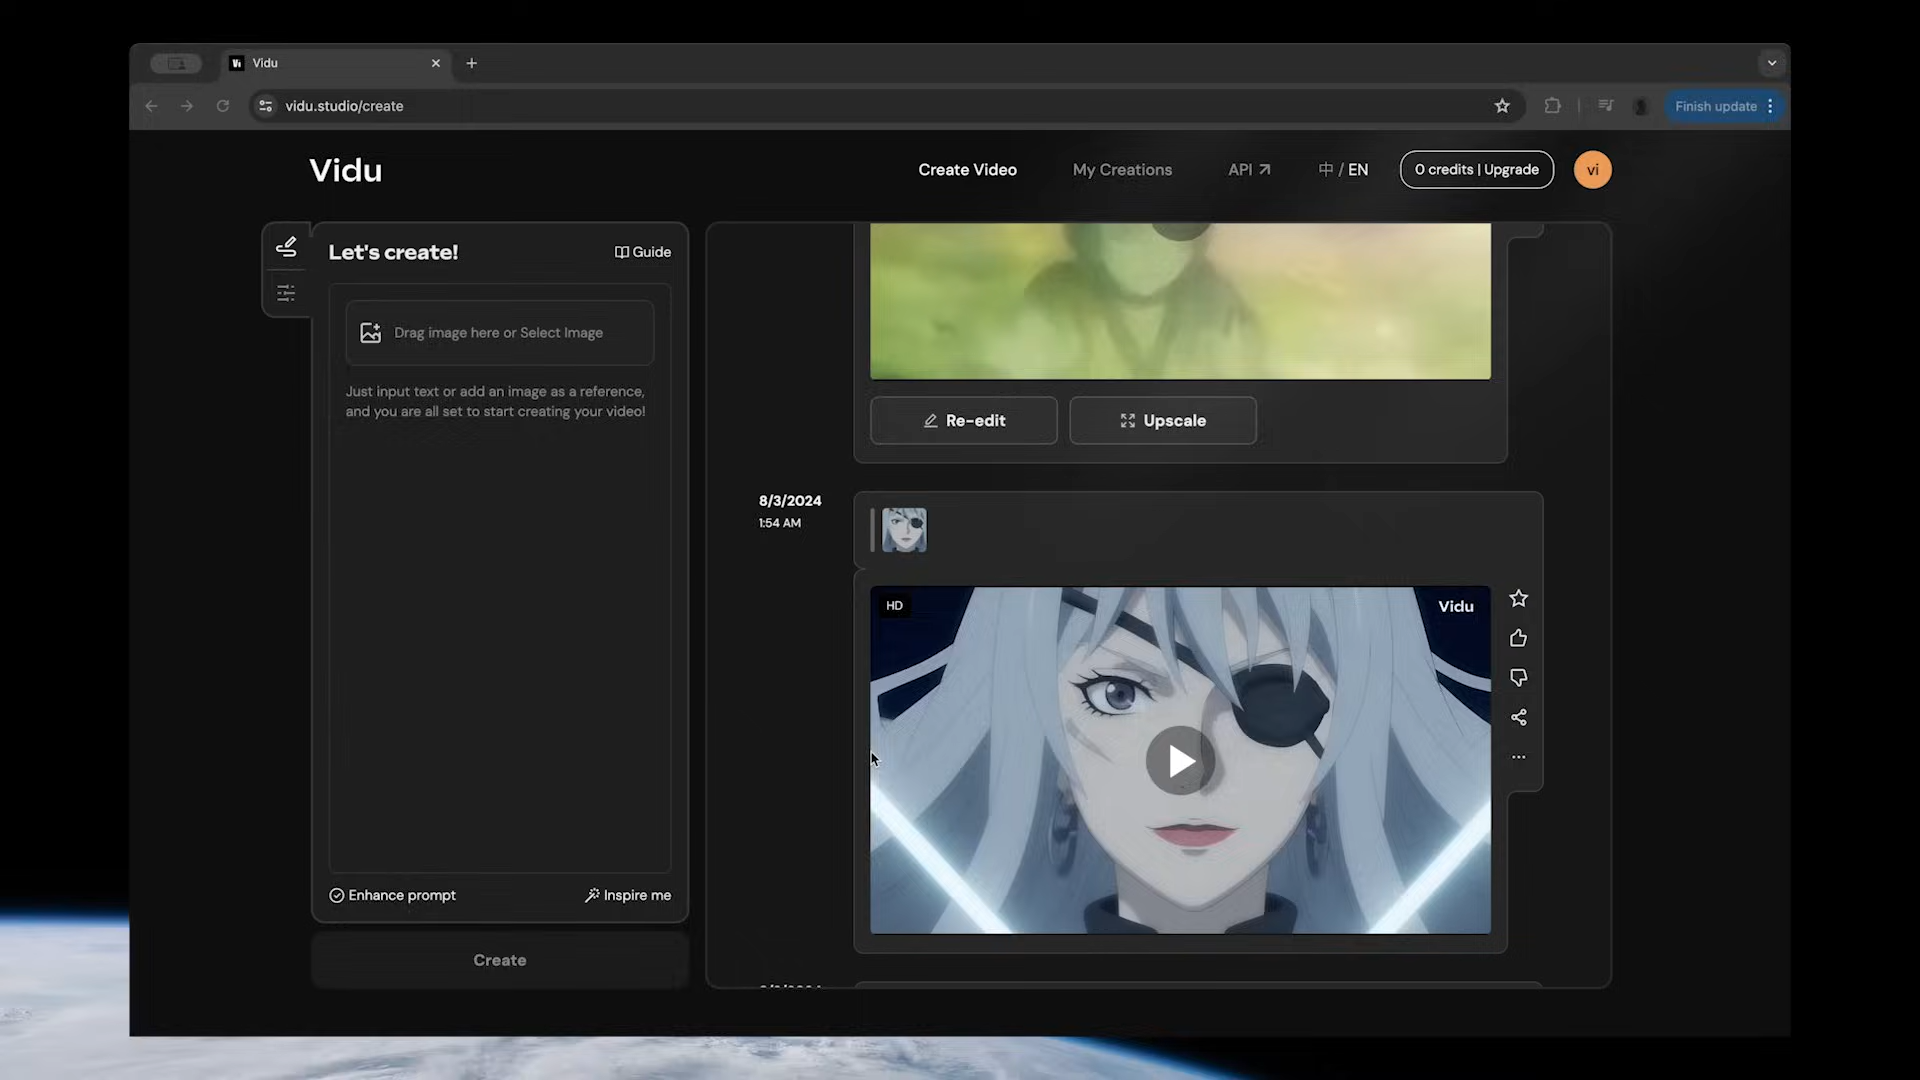 Vidu
vidu.studio/create
Finish update
Vidu
Create Video
My Creations
API
中 / EN
0 credits | Upgrade
vi
Let's create!
Guide
Drag image here or Select Image
Just input text or add an image as a reference,
and you are all set to start creating your video!
Enhance prompt
Inspire me
Create
Re-edit
Upscale
8/3/2024
1:54 AM
HD
Vidu